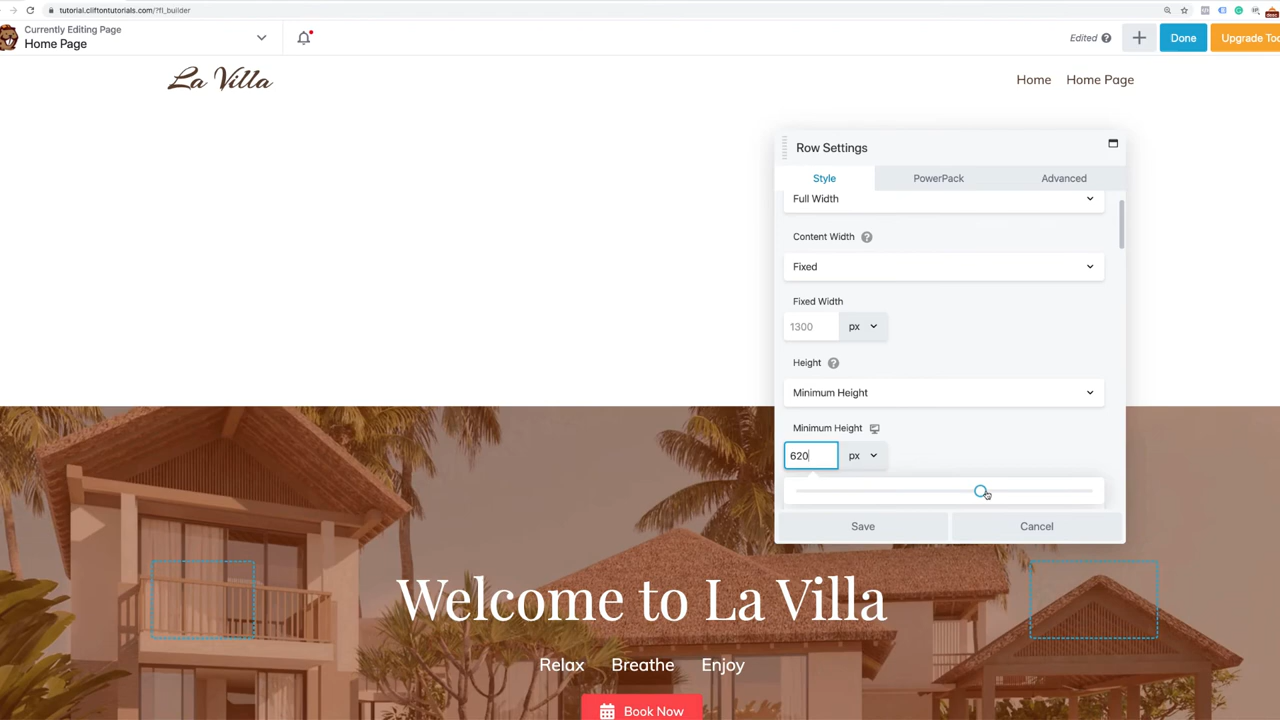 tutorial.cliftontutorials.com/?fl_builder
Currently Editing Page
Home Page
Edited
Done
Upgrade Too
La Villa
Home
Home Page
Row Settings
Style
PowerPack
Advanced
Full Width
Content Width
Fixed
Fixed Width
1300
px
Height
Minimum Height
Minimum Height
620
px
Save
Cancel
Welcome to La Villa
Relax Breathe Enjoy
Book Now